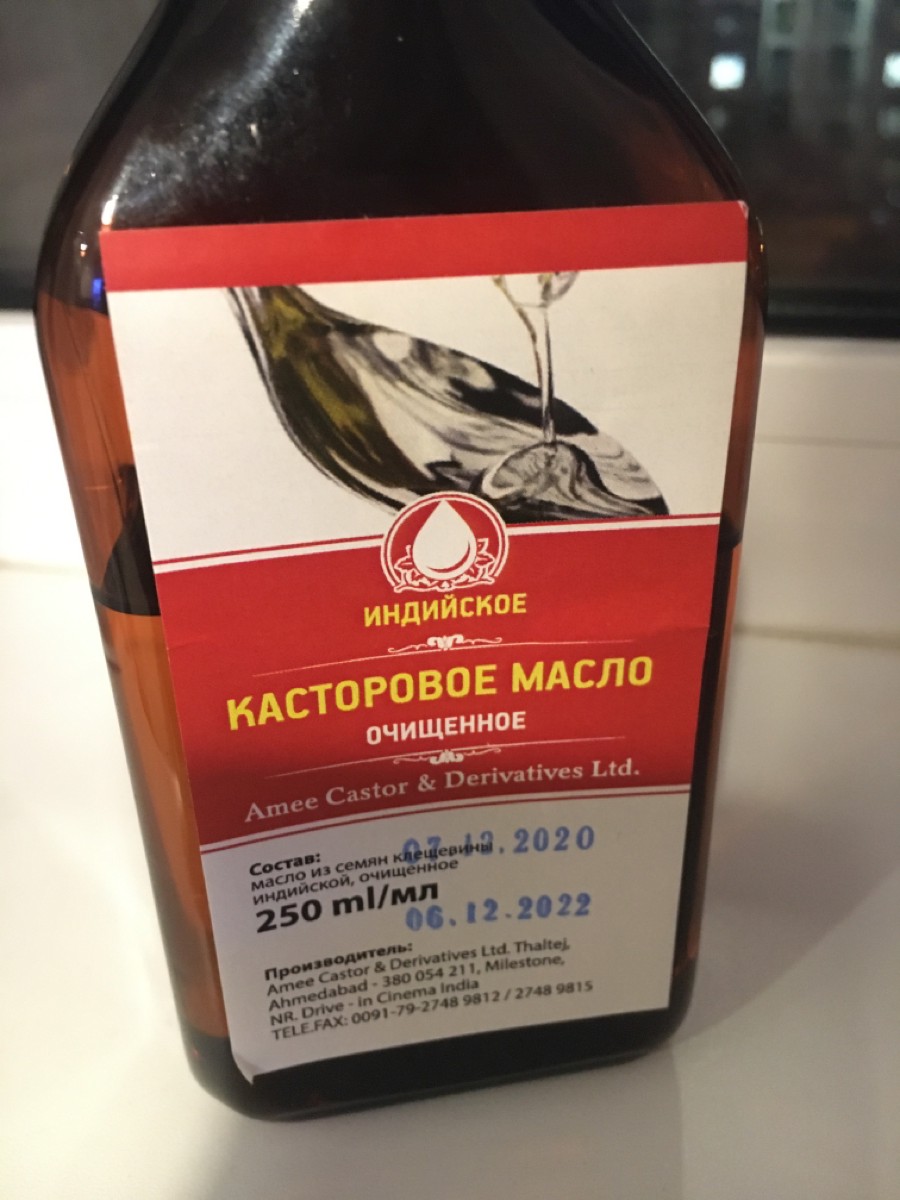 ИНДИЙСКОЕ
КАСТОРОВОЕ МАСЛО
ОЧИЩЕННОЕ
Amee Castor & Derivatives Ltd.
Состав:
07.12.2020
масло из семян клещевины
индийской, очищенное
250 ml/мл
06.12.2022
Производитель:
Amee Castor & Derivatives Ltd. Thaltej,
Ahmedabad - 380 054 211, Milestone,
NR. Drive - in Cinema India
TELE.FAX: 0091-79-2748 9812 / 2748 9815